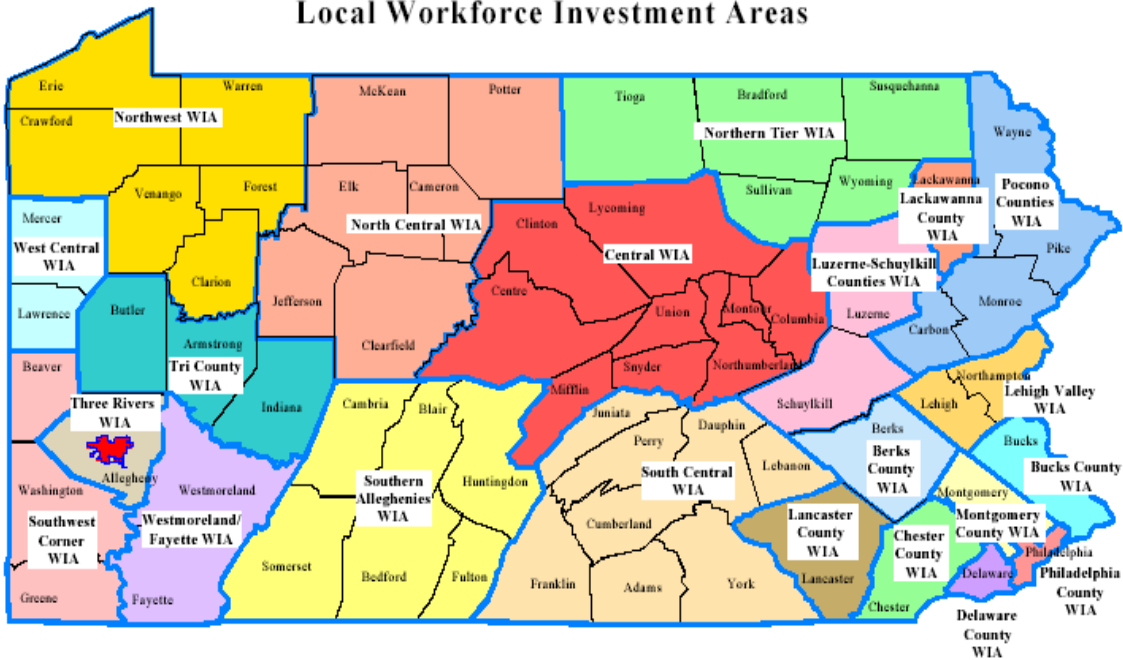 Local Workforce Investment Areas
Erie
Warren
McKean
Potter
Tioga
Bradford
Susquehanna
Crawford
Northwest WIA
Northern Tier WIA
Wayne
Venango
Forest
Elk
Cameron
Sullivan
Wyoming
Lackawanna
Lackawanna
County
WIA
Pocono
Counties
WIA
Mercer
West Central
WIA
North Central WIA
Clinton
Lycoming
Central WIA
Luzerne-Schuylkill
Counties WIA
Pike
Clarion
Centre
Jefferson
Lawrence
Butler
Union
Montour
Columbia
Luzerne
Monroe
Carbon
Armstrong
Tri County
WIA
Clearfield
Beaver
Snyder
Northumberland
Mifflin
Northampton
Lehigh
Lehigh Valley
WIA
Three Rivers
WIA
Indiana
Cambria
Blair
Juniata
Schuylkill
Dauphin
Perry
Berks
Berks
County
WIA
Bucks
Bucks County
WIA
Allegheny
Washington
Westmoreland
Southern
Alleghenies
WIA
Huntingdon
South Central
WIA
Lebanon
Montgomery
Montgomery
County WIA
Southwest
Corner
WIA
Westmoreland/
Fayette WIA
Cumberland
Lancaster
County
WIA
Chester
County
WIA
Philadelphia
Philadelphia
County
WIA
Somerset
Bedford
Fulton
Franklin
Adams
York
Lancaster
Delaware
Greene
Fayette
Chester
Delaware
County
WIA